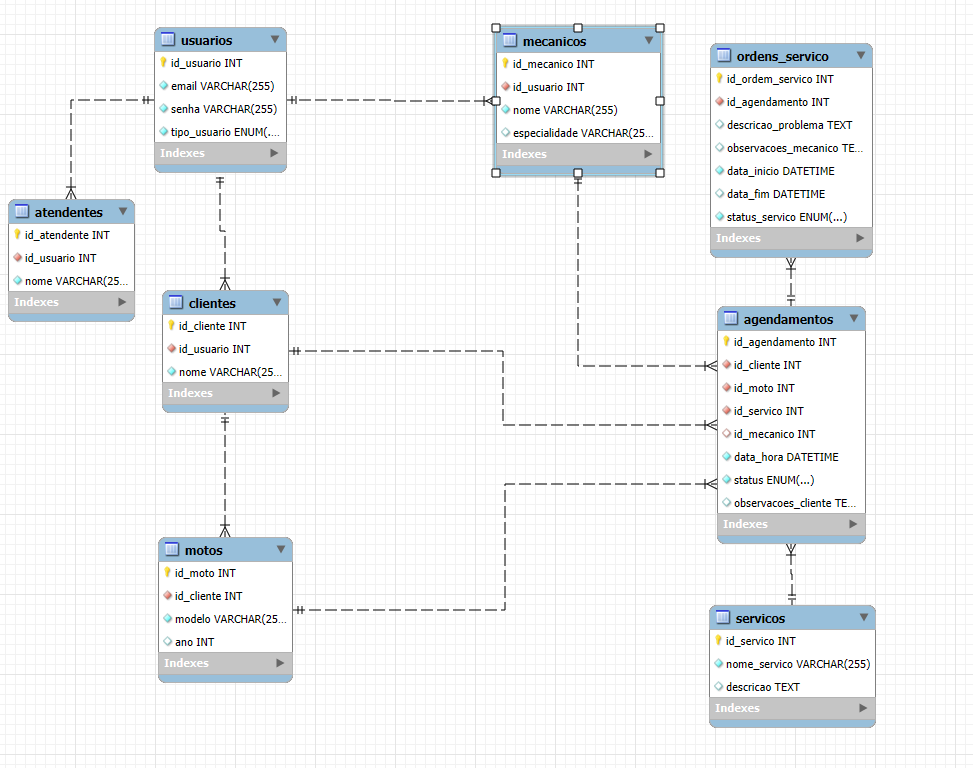 usuarios
id_usuario INT
email VARCHAR(255)
senha VARCHAR(255)
tipo_usuario ENUM(....
Indexes
mecanicos
id_mecanico INT
id_usuario INT
nome VARCHAR(255)
especialidade VARCHAR(25...
Indexes
ordens_servico
id_ordem_servico INT
id_agendamento INT
descricao_problema TEXT
observacoes_mecanico TE...
data_inicio DATETIME
data_fim DATETIME
status_servico ENUM(...)
Indexes
atendentes
id_atendente INT
id_usuario INT
nome VARCHAR(25...
Indexes
clientes
id_cliente INT
id_usuario INT
nome VARCHAR(25...
Indexes
agendamentos
id_agendamento INT
id_cliente INT
id_moto INT
id_servico INT
id_mecanico INT
data_hora DATETIME
status ENUM(...)
observacoes_cliente TE...
Indexes
motos
id_moto INT
id_cliente INT
modelo VARCHAR(25...
ano INT
Indexes
servicos
id_servico INT
nome_servico VARCHAR(255)
descricao TEXT
Indexes